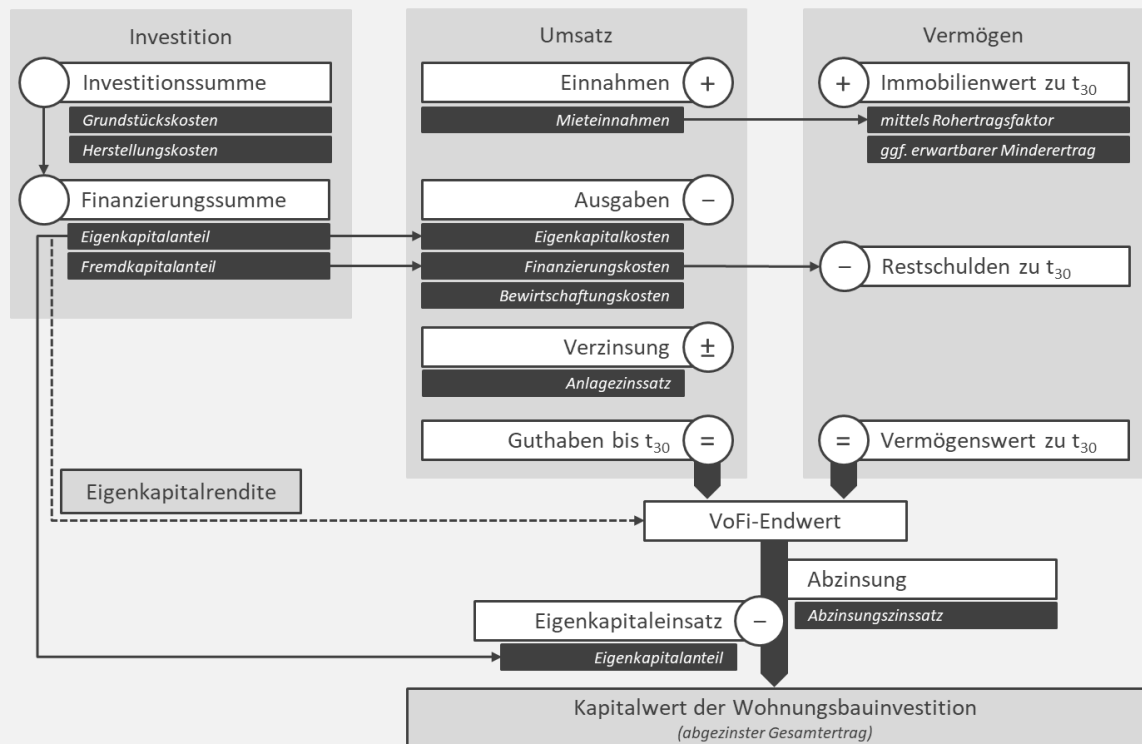 Investition
Investitionssumme
Grundstückskosten
Herstellungskosten
Finanzierungssumme
Eigenkapitalanteil
Fremdkapitalanteil
Umsatz
Einnahmen
+
Mieteinnahmen
Ausgaben
−
Eigenkapitalkosten
Finanzierungskosten
Bewirtschaftungskosten
Verzinsung
±
Anlagezinssatz
Guthaben bis t₃₀
=
Vermögen
+
Immobilienwert zu t₃₀
mittels Rohertragsfaktor
ggf. erwartbarer Minderertrag
−
Restschulden zu t₃₀
=
Vermögenswert zu t₃₀
Eigenkapitalrendite
VoFi-Endwert
Abzinsung
Abzinsungszinssatz
Eigenkapitaleinsatz
−
Eigenkapitalanteil
Kapitalwert der Wohnungsbauinvestition
(abgezinster Gesamtertrag)